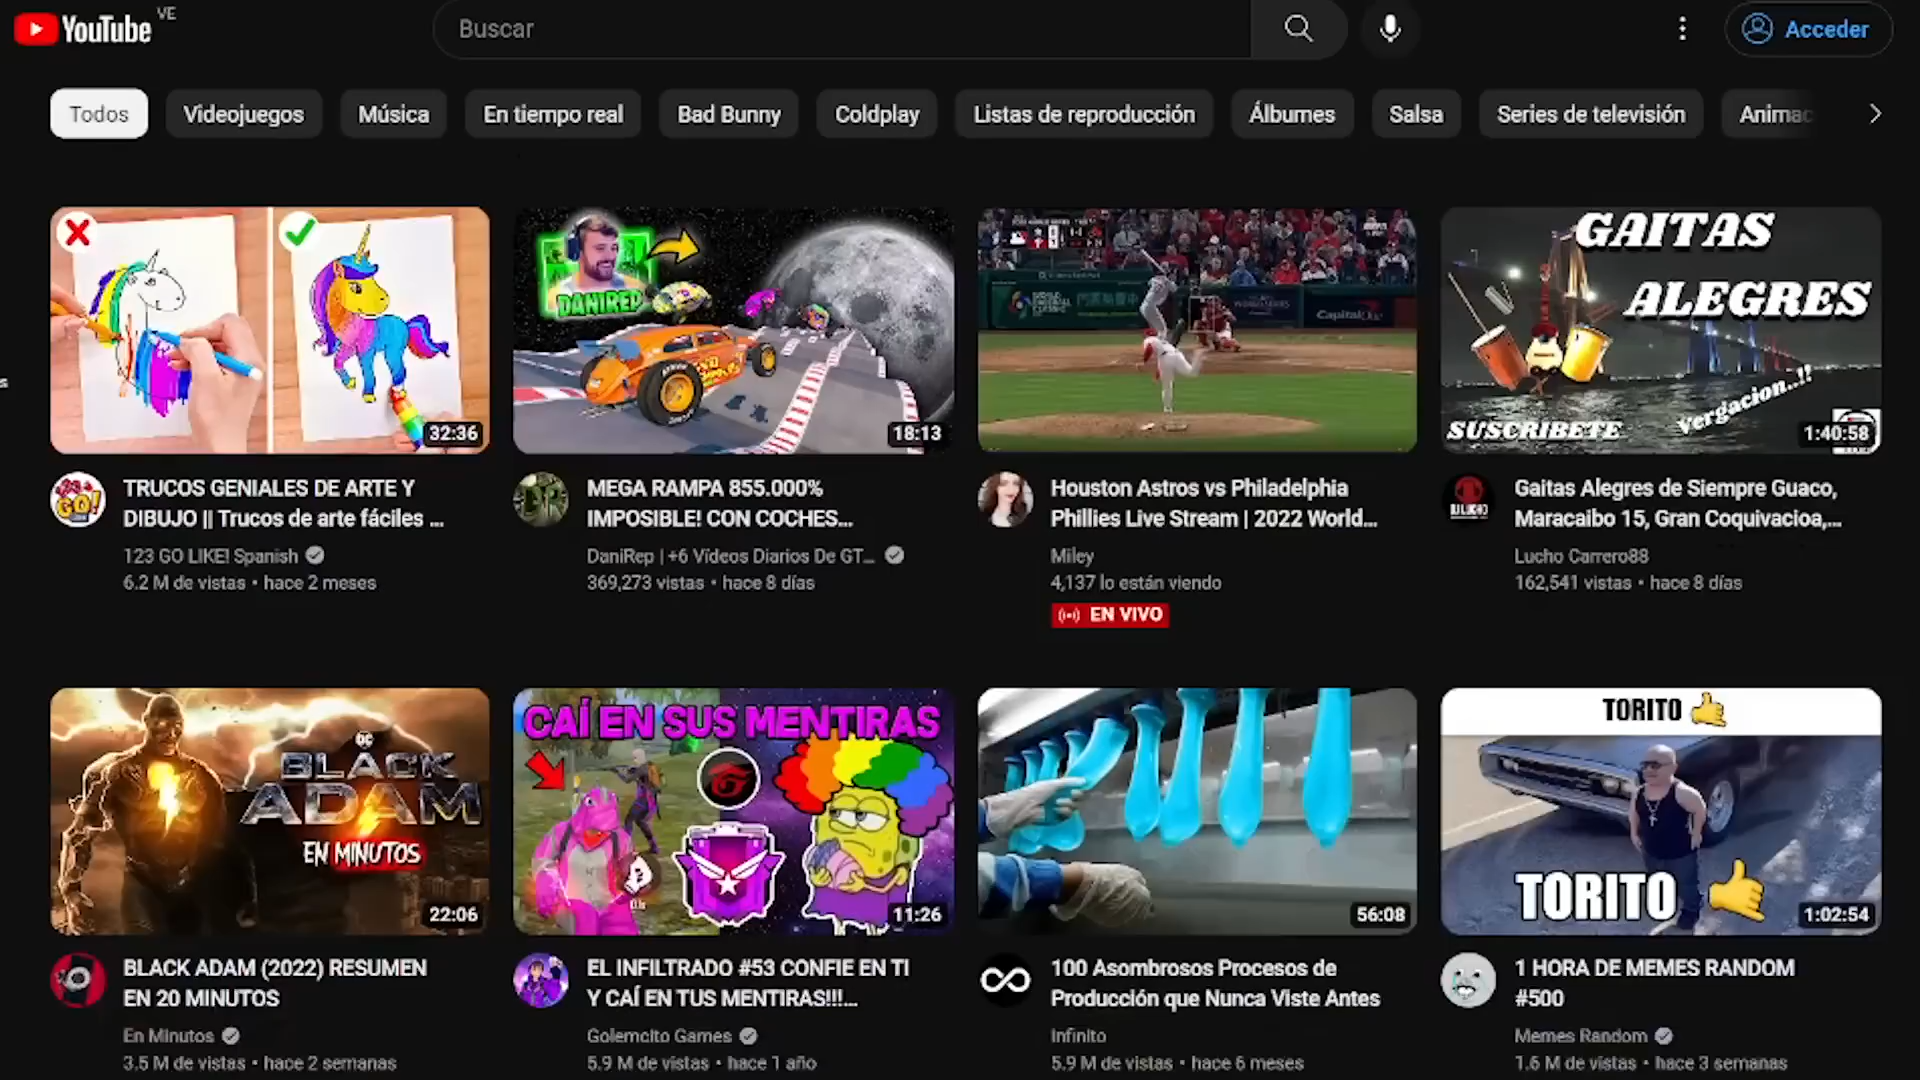 YouTube VE
Buscar
Acceder
Todos
Videojuegos
Música
En tiempo real
Bad Bunny
Coldplay
Listas de reproducción
Álbumes
Salsa
Series de televisión
Animac
DANIREP
CapitalOne
GAITAS
ALEGRES
Vergacion..!!
SUSCRIBETE
32:36
18:13
1:40:58
GO!
TRUCOS GENIALES DE ARTE Y
DIBUJO || Trucos de arte fáciles ...
123 GO LIKE! Spanish
6.2 M de vistas • hace 2 meses
DR
MEGA RAMPA 855.000%
IMPOSIBLE! CON COCHES...
DaniRep | +6 Vídeos Diarios De GT...
369,273 vistas • hace 8 días
Houston Astros vs Philadelphia
Phillies Live Stream | 2022 World...
Miley
4,137 lo están viendo
EN VIVO
DJ LUCHO
Gaitas Alegres de Siempre Guaco,
Maracaibo 15, Gran Coquivacioa,...
Lucho Carrero88
162,541 vistas • hace 8 días
DC
BLACK
ADAM
EN MINUTOS
22:06
CAÍ EN SUS MENTIRAS
11:26
56:08
TORITO
TORITO
1:02:54
BLACK ADAM (2022) RESUMEN
EN 20 MINUTOS
En Minutos
3.5 M de vistas • hace 2 semanas
EL INFILTRADO #53 CONFIE EN TI
Y CAÍ EN TUS MENTIRAS!!!...
Golemcito Games
5.9 M de vistas • hace 1 año
100 Asombrosos Procesos de
Producción que Nunca Viste Antes
Infinito
5.9 M de vistas • hace 6 meses
1 HORA DE MEMES RANDOM
#500
Memes Random
1.6 M de vistas • hace 3 semanas